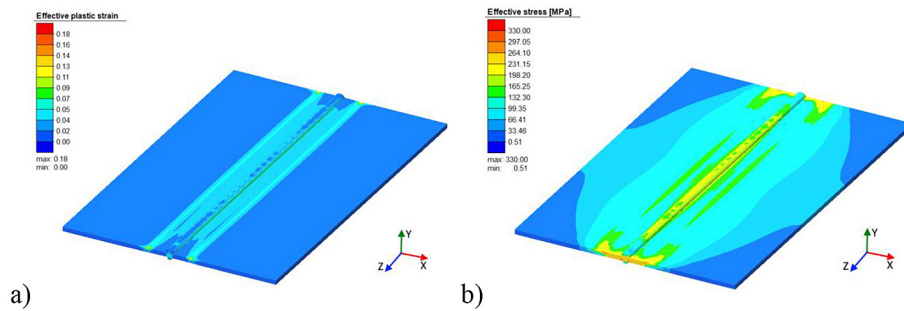 Effective plastic strain
0.18
0.16
0.14
0.13
0.11
0.09
0.07
0.05
0.04
0.02
0.00
max: 0.18
min: 0.00
Y
X
Z
a)
Effective stress [MPa]
330.00
297.05
264.10
231.15
198.20
165.25
132.30
99.35
66.41
33.46
0.51
max: 330.00
min: 0.51
Y
X
Z
b)